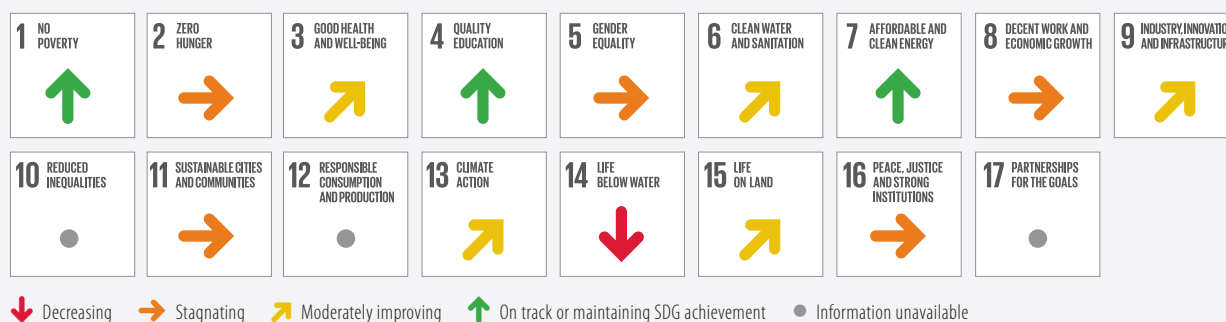 1 NO
POVERTY
2 ZERO
HUNGER
3 GOOD HEALTH
AND WELL-BEING
4 QUALITY
EDUCATION
5 GENDER
EQUALITY
6 CLEAN WATER
AND SANITATION
7 AFFORDABLE AND
CLEAN ENERGY
8 DECENT WORK AND
ECONOMIC GROWTH
9 INDUSTRY, INNOVATIO
AND INFRASTRUCTUR
10 REDUCED
INEQUALITIES
11 SUSTAINABLE CITIES
AND COMMUNITIES
12 RESPONSIBLE
CONSUMPTION
AND PRODUCTION
13 CLIMATE
ACTION
14 LIFE
BELOW WATER
15 LIFE
ON LAND
16 PEACE, JUSTICE
AND STRONG
INSTITUTIONS
17 PARTNERSHIPS
FOR THE GOALS
Decreasing Stagnating Moderately improving On track or maintaining SDG achievement Information unavailable